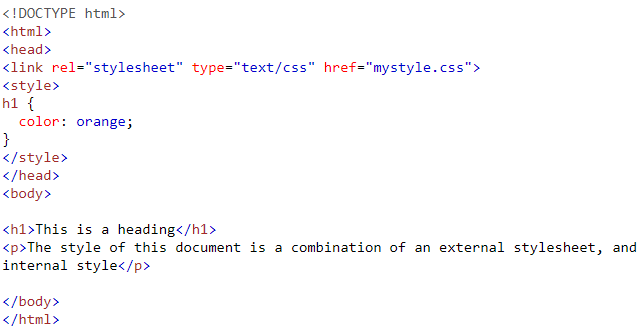 <!DOCTYPE html>
<html>
<head>
<link rel="stylesheet" type="text/css" href="mystyle.css">
<style>
h1 {
  color: orange;
}
</style>
</head>
<body>

<h1>This is a heading</h1>
<p>The style of this document is a combination of an external stylesheet, and
internal style</p>

</body>
</html>